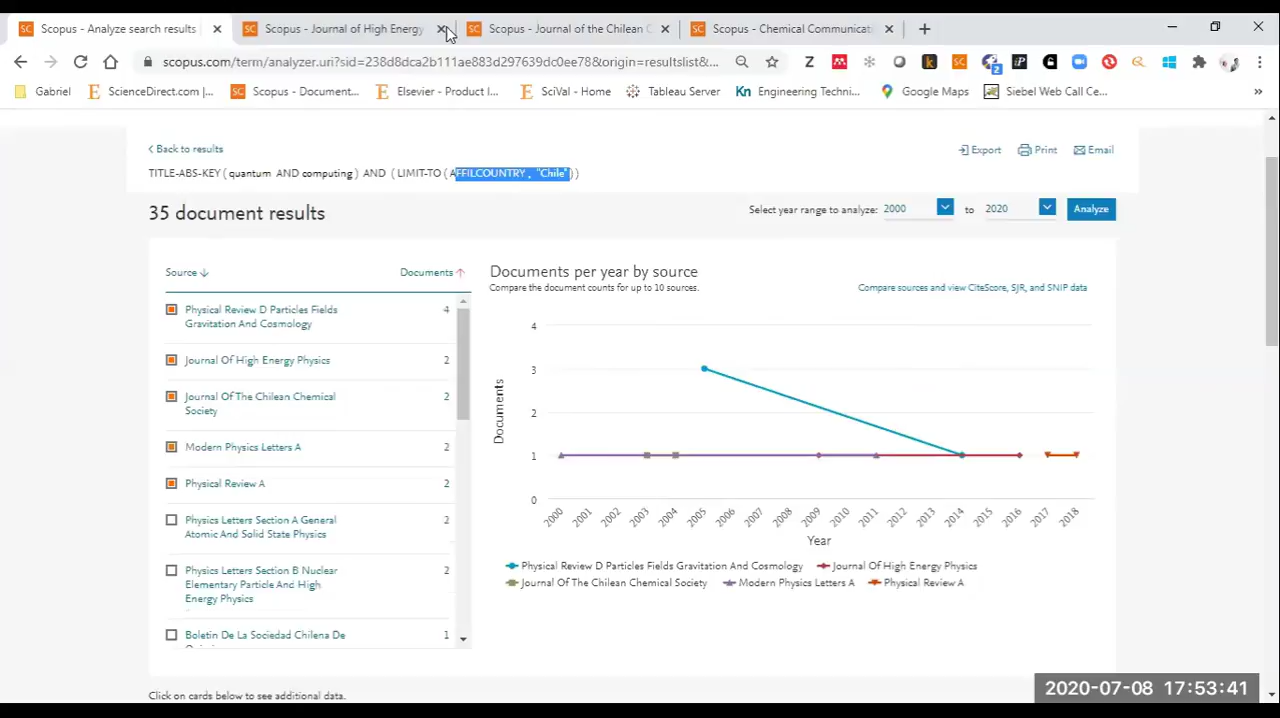 Scopus - Analyze search results
Scopus - Journal of High Energy
Scopus - Journal of the Chilean C
Scopus - Chemical Communicati
scopus.com/term/analyzer.uri?sid=23bd8d5a2b111ae883d297639dc0ee78&origin=resultslist&...
Gabriel
ScienceDirect.com |...
Scopus - Document...
Elsevier - Product I...
SciVal - Home
Tableau Server
Kn Engineering Techni...
Google Maps
Siebel Web Call Ce...
»
< Back to results
Export
Print
Email
TITLE-ABS-KEY ( quantum AND computing ) AND ( LIMIT-TO ( AFFILCOUNTRY , "Chile" ) )
35 document results
Select year range to analyze: 2000 to 2020 Analyze
Source
Documents
Physical Review D Particles Fields
Gravitation And Cosmology
4
Journal Of High Energy Physics 2
Journal Of The Chilean Chemical
Society
2
Modern Physics Letters A 2
Physical Review A 2
Physics Letters Section A General
Atomic And Solid State Physics
2
Physics Letters Section B Nuclear
Elementary Particle And High
Energy Physics
2
Boletin De La Sociedad Chilena De
1
Documents per year by source
Compare the document counts for up to 10 sources.
Compare sources and view CiteScore, SJR, and SNIP data
4
3
2
1
0
Documents
2000 2001 2002 2003 2004 2005 2006 2007 2008 2009 2010 2011 2012 2013 2014 2015 2016 2017 2018
Year
Physical Review D Particles Fields Gravitation And Cosmology
Journal Of High Energy Physics
Journal Of The Chilean Chemical Society
Modern Physics Letters A
Physical Review A
Click on cards below to see additional data.
2020-07-08 17:53:41